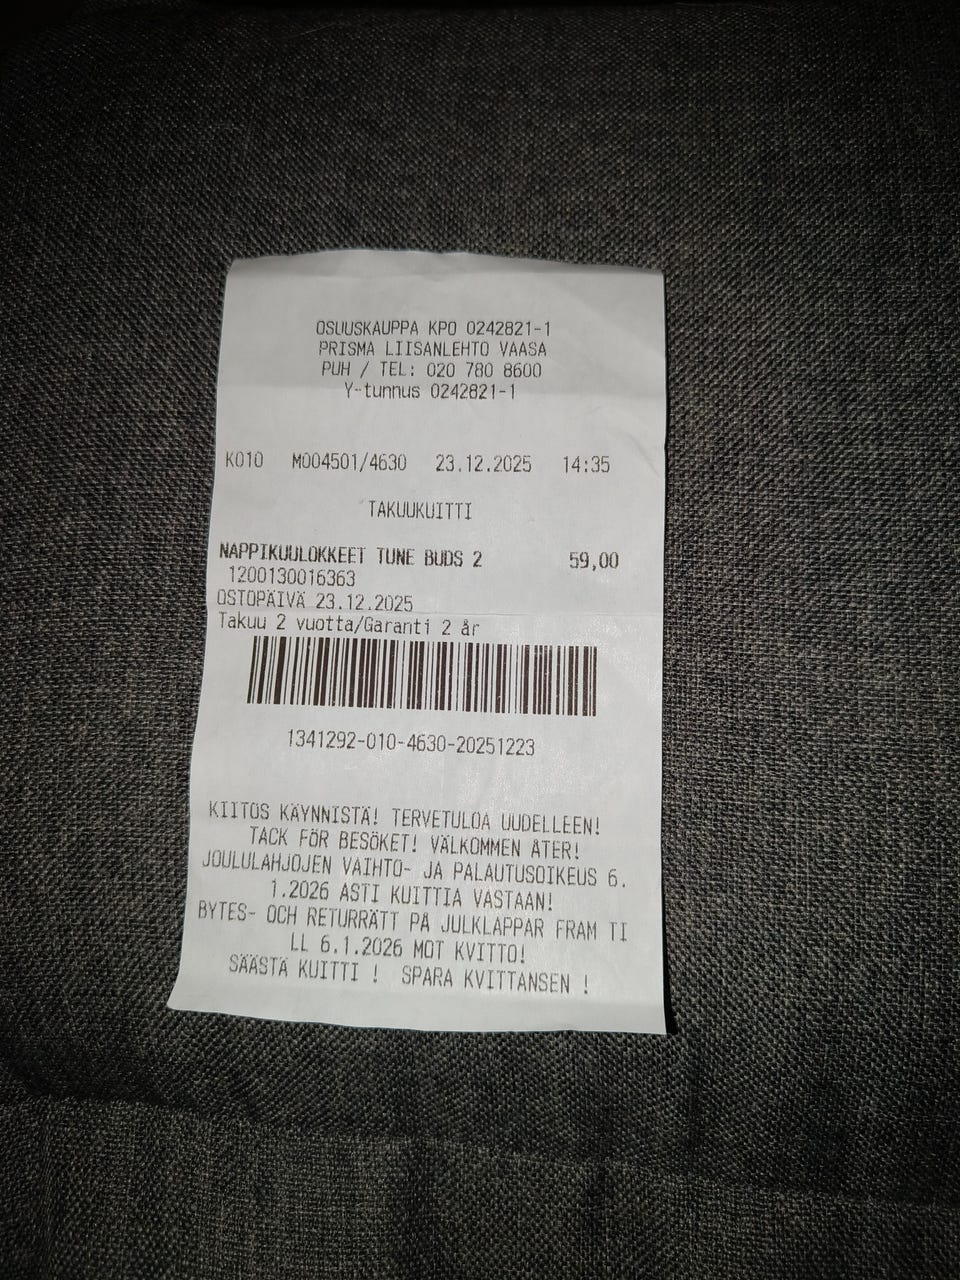 OSUUSKAUPPA KPO 0242821-1
PRISMA LIISANLEHTO VAASA
PUH / TEL: 020 780 8600
Y-tunnus 0242821-1
K010 M004501/4630 23.12.2025 14:35
TAKUUKUITTI
NAPPIKUULOKKEET TUNE BUDS 2 59,00
1200130016363
OSTOPÄIVÄ 23.12.2025
Takuu 2 vuotta/Garanti 2 år
1341292-010-4630-20251223
KIITOS KÄYNNISTÄ! TERVETULOA UUDELLEEN!
TACK FÖR BESÖKET! VÄLKOMMEN ÅTER!
JOULULAHJOJEN VAIHTO- JA PALAUTUSOIKEUS 6.
1.2026 ASTI KUITTIA VASTAAN!
BYTES- OCH RETURRÄTT PÅ JULKLAPPAR FRAM TI
LL 6.1.2026 MOT KVITTO!
SÄÄSTÄ KUITTI ! SPARA KVITTANSEN !